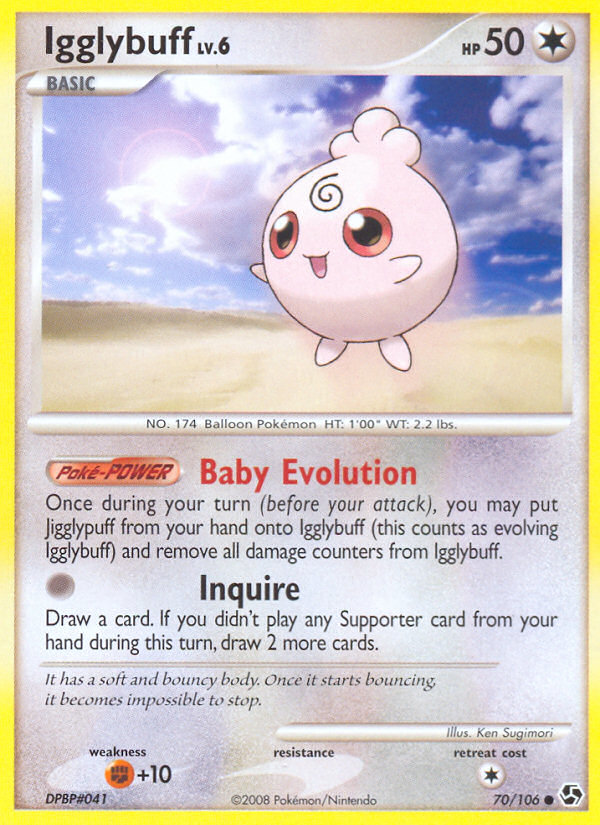 Igglybuff LV.6 HP 50
BASIC
NO. 174 Balloon Pokémon HT: 1'00" WT: 2.2 lbs.
Poké-POWER Baby Evolution
Once during your turn (before your attack), you may put
Jigglypuff from your hand onto Igglybuff (this counts as evolving
Igglybuff) and remove all damage counters from Igglybuff.
Inquire
Draw a card. If you didn't play any Supporter card from your
hand during this turn, draw 2 more cards.
It has a soft and bouncy body. Once it starts bouncing,
it becomes impossible to stop.
Illus. Ken Sugimori
weakness resistance retreat cost
+10
DPBP#041 ©2008 Pokémon/Nintendo 70/106